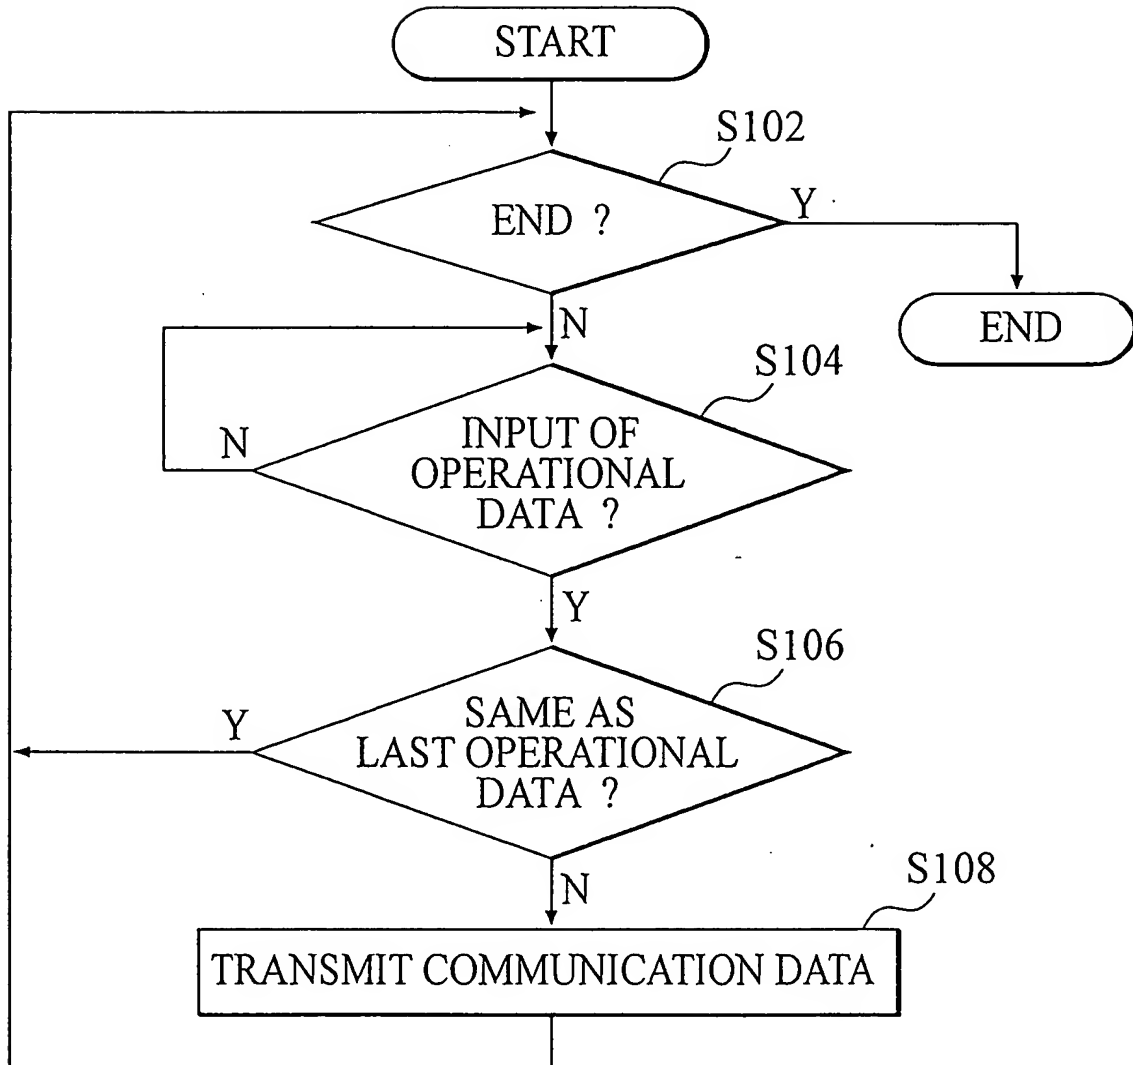 START
S102
END ?
Y
N
END
S104
N
INPUT OF
OPERATIONAL
DATA ?
Y
S106
Y
SAME AS
LAST OPERATIONAL
DATA ?
N
S108
TRANSMIT COMMUNICATION DATA